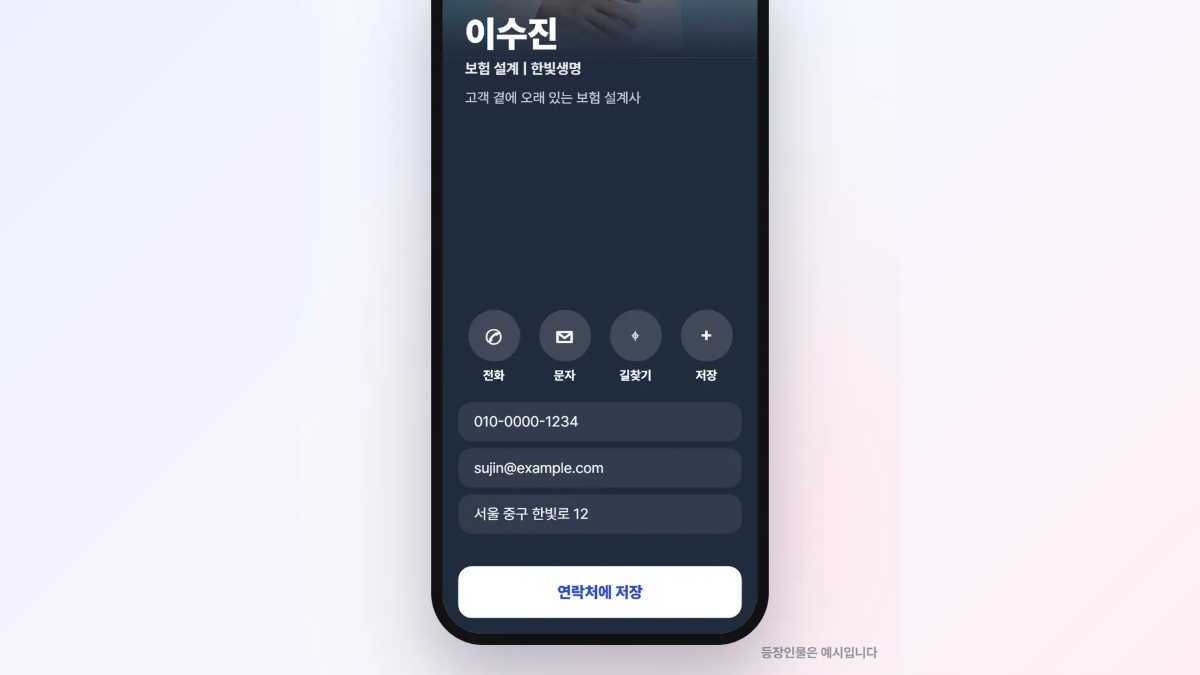 이수진
보험 설계 | 한빛생명
고객 곁에 오래 있는 보험 설계사
전화 문자 길찾기 저장
010-0000-1234
sujin@example.com
서울 중구 한빛로 12
연락처에 저장
등장인물은 예시입니다